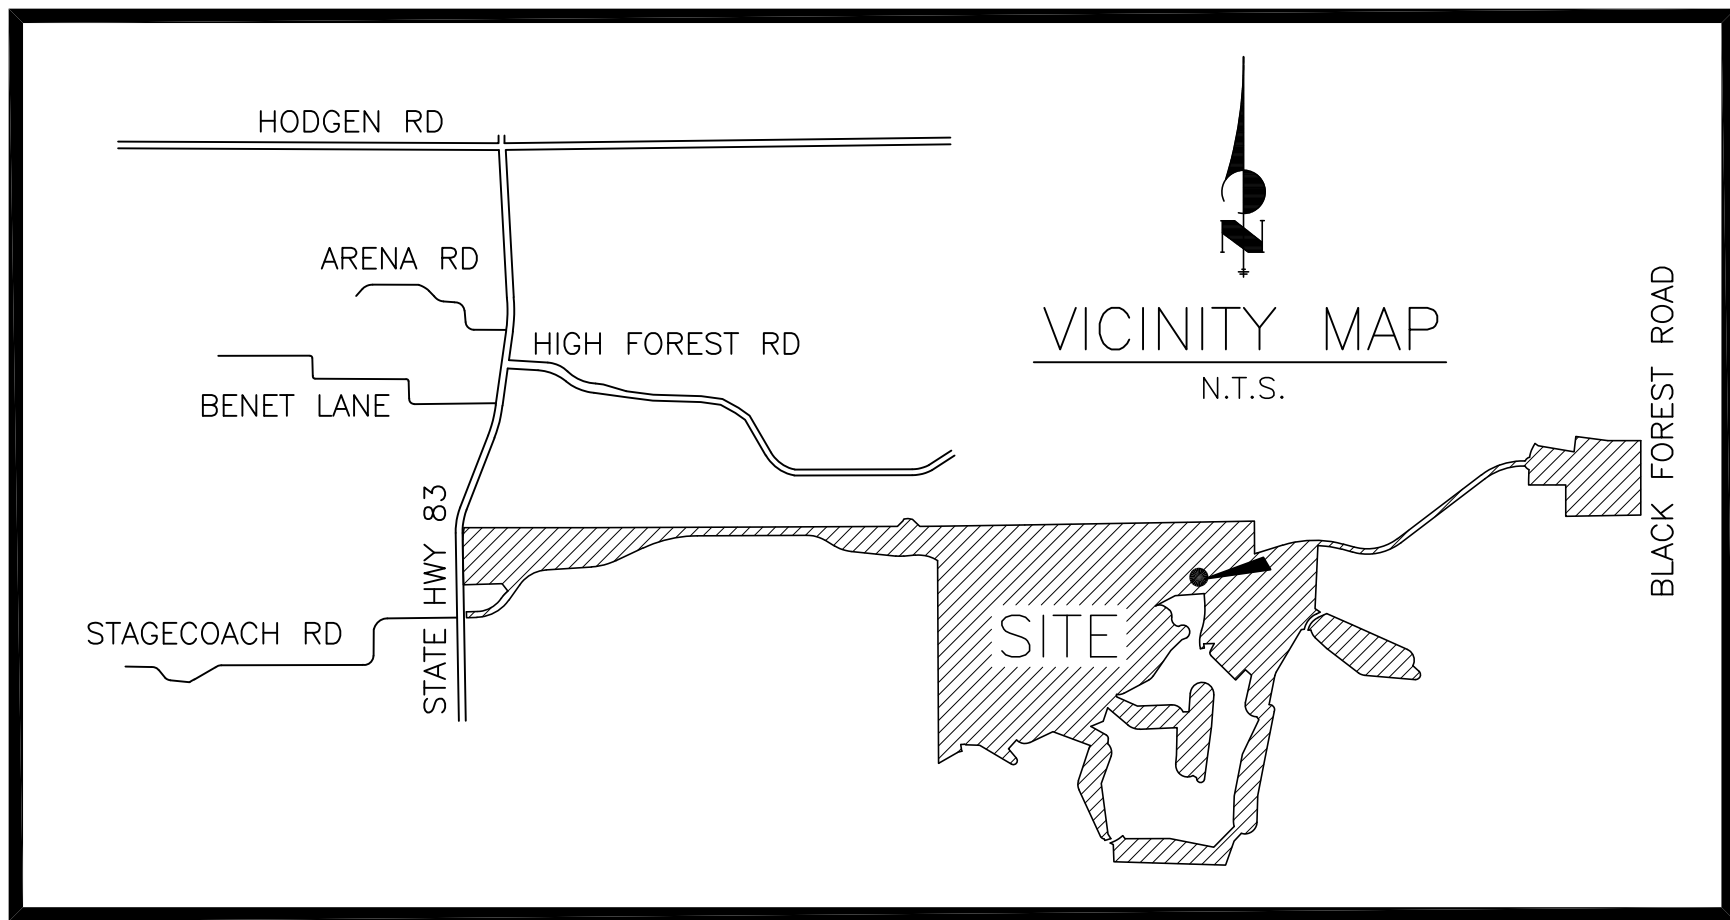 HODGEN RD
N
ARENA RD
VICINITY MAP
N.T.S.
HIGH FOREST RD
BENET LANE
BLACK FOREST ROAD
STATE HWY 83
STAGECOACH RD
SITE